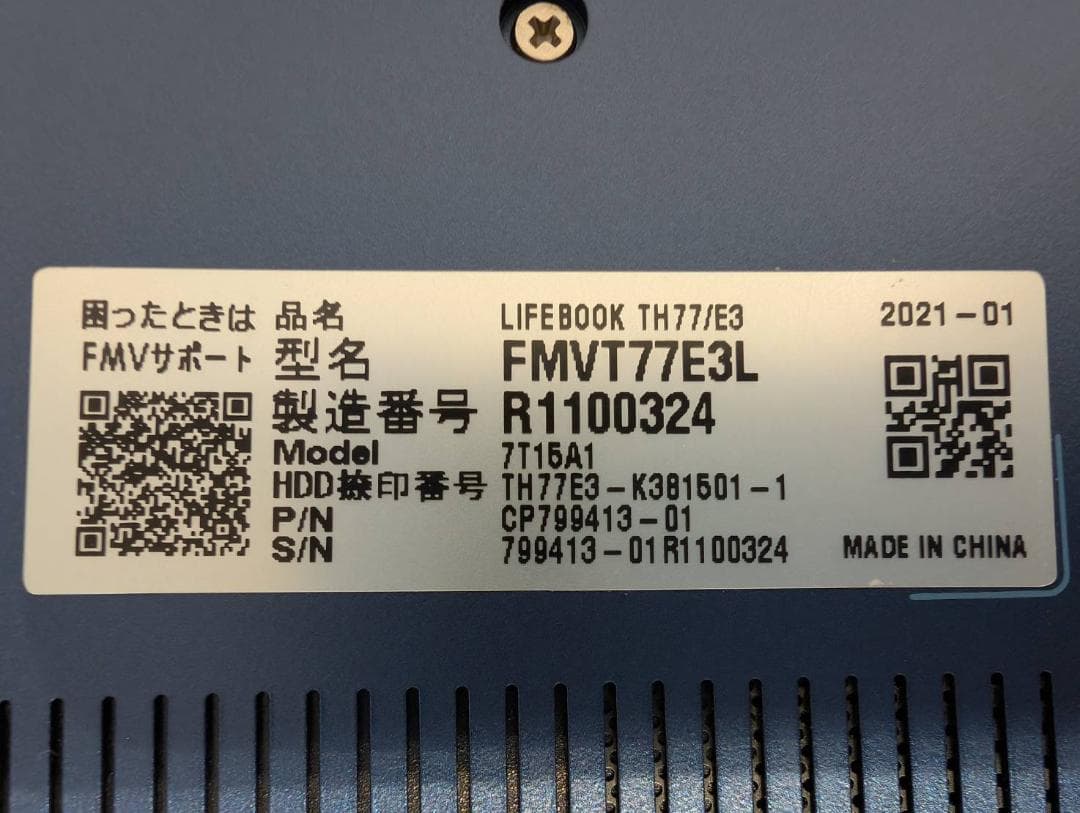 困ったときは
FMVサポート
品名 LIFEBOOK TH77/E3 2021-01
型名 FMVT77E3L
製造番号 R1100324
Model 7T15A1
HDD捺印番号 TH77E3-K381501-1
P/N CP799413-01
S/N 799413-01R1100324
MADE IN CHINA